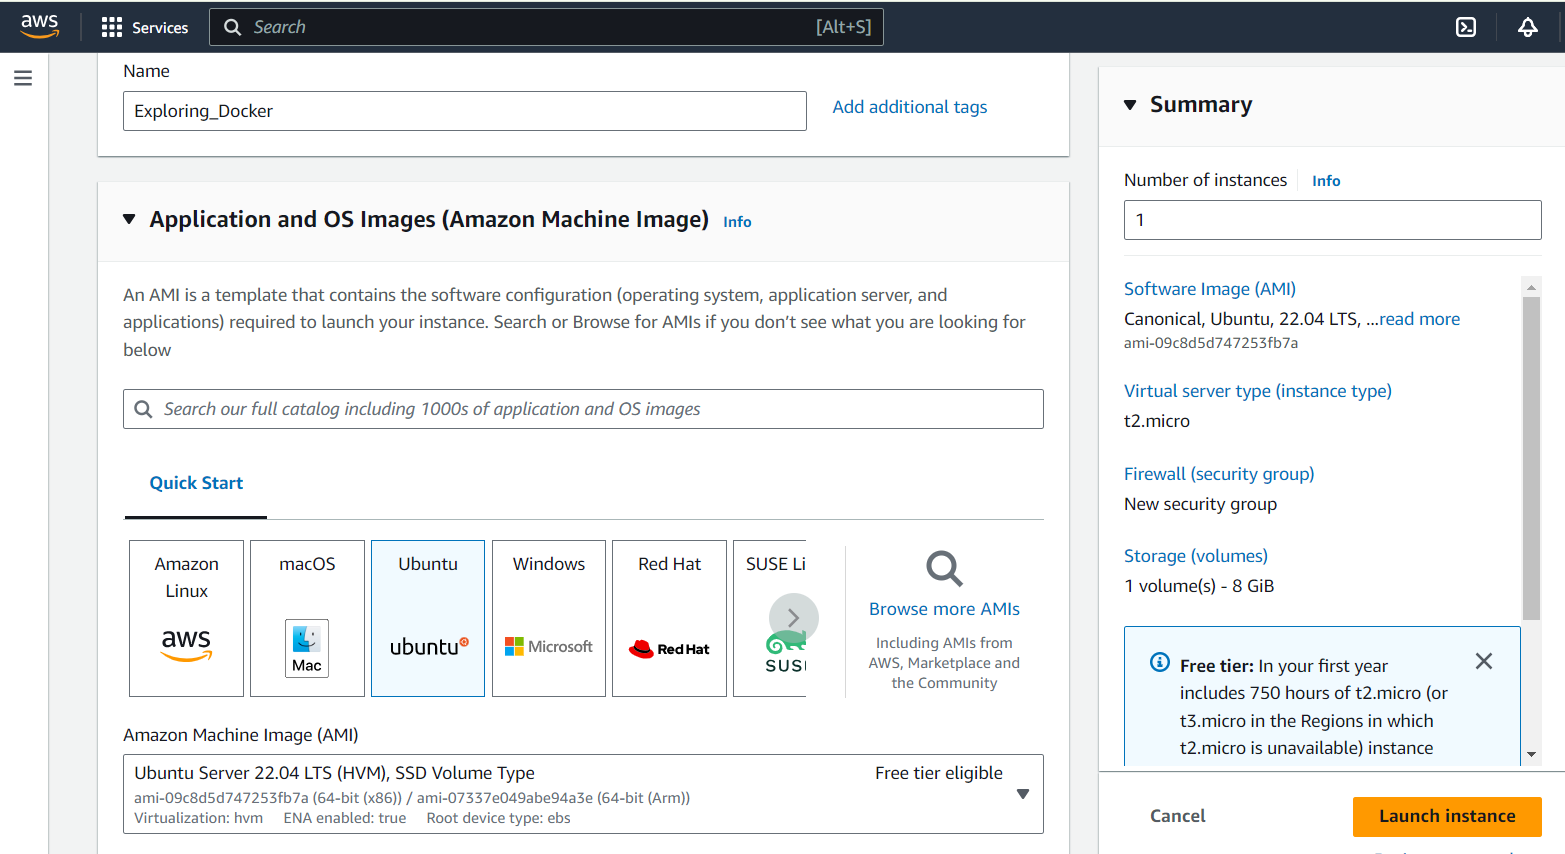 aws
Services
Search
[Alt+S]
Name
Exploring_Docker
Add additional tags
Application and OS Images (Amazon Machine Image) Info
An AMI is a template that contains the software configuration (operating system, application server, and
applications) required to launch your instance. Search or Browse for AMIs if you don’t see what you are looking for
below
Search our full catalog including 1000s of application and OS images
Quick Start
Amazon
Linux
aws
macOS
Mac
Ubuntu
ubuntu
Windows
Microsoft
Red Hat
Red Hat
SUSE Li
SUS
Browse more AMIs
Including AMIs from
AWS, Marketplace and
the Community
Amazon Machine Image (AMI)
Ubuntu Server 22.04 LTS (HVM), SSD Volume Type
Free tier eligible
ami-09c8d5d747253fb7a (64-bit (x86)) / ami-07337e049abe94a3e (64-bit (Arm))
Virtualization: hvm ENA enabled: true Root device type: ebs
Summary
Number of instances Info
1
Software Image (AMI)
Canonical, Ubuntu, 22.04 LTS, ...read more
ami-09c8d5d747253fb7a
Virtual server type (instance type)
t2.micro
Firewall (security group)
New security group
Storage (volumes)
1 volume(s) - 8 GiB
Free tier: In your first year
includes 750 hours of t2.micro (or
t3.micro in the Regions in which
t2.micro is unavailable) instance
Cancel
Launch instance